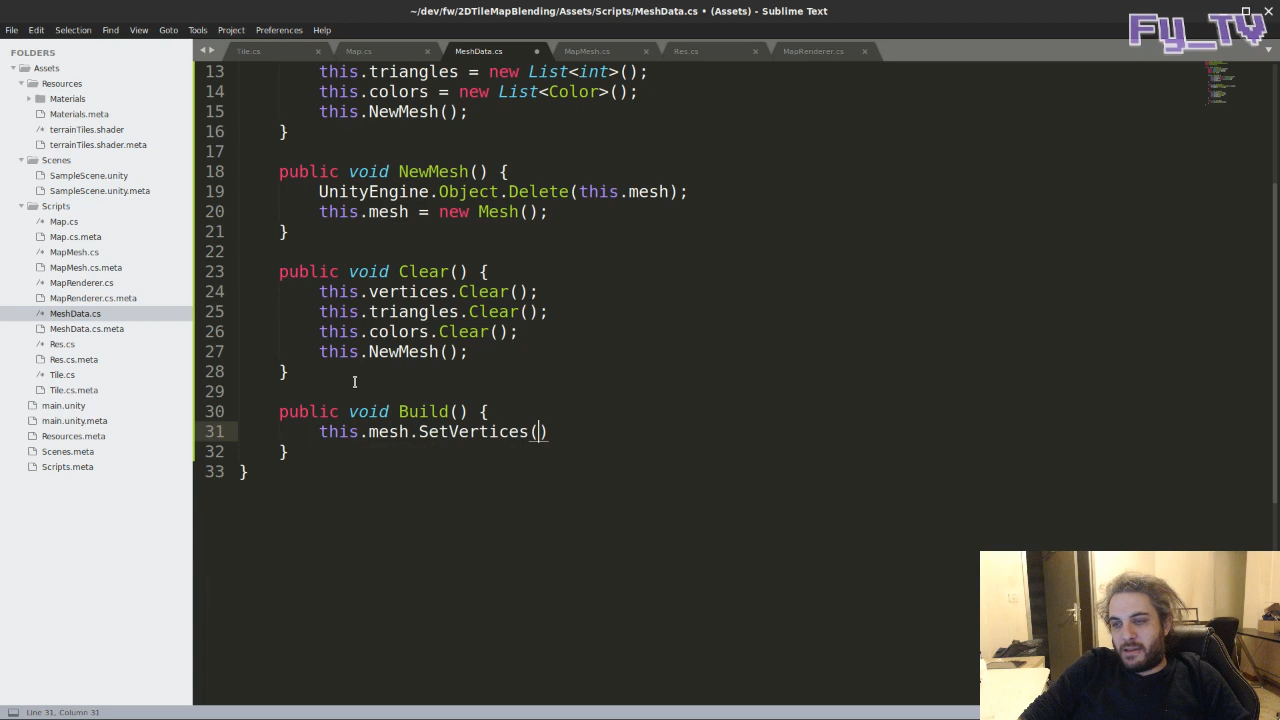 ~/dev/fw/2DTileMapBlending/Assets/Scripts/MeshData.cs • (Assets) - Sublime Text
File Edit Selection Find View Goto Tools Project Preferences Help
Fy_TV
FOLDERS
Assets
Resources
Materials
Materials.meta
terrainTiles.shader
terrainTiles.shader.meta
Scenes
SampleScene.unity
SampleScene.unity.meta
Scripts
Map.cs
Map.cs.meta
MapMesh.cs
MapMesh.cs.meta
MapRenderer.cs
MapRenderer.cs.meta
MeshData.cs
MeshData.cs.meta
Res.cs
Res.cs.meta
Tile.cs
Tile.cs.meta
main.unity
main.unity.meta
Resources.meta
Scenes.meta
Scripts.meta
Tile.cs Map.cs MeshData.cs MapMesh.cs Res.cs MapRenderer.cs
13 this.triangles = new List<int>();
14 this.colors = new List<Color>();
15 this.NewMesh();
16 }
17
18 public void NewMesh() {
19 UnityEngine.Object.Delete(this.mesh);
20 this.mesh = new Mesh();
21 }
22
23 public void Clear() {
24 this.vertices.Clear();
25 this.triangles.Clear();
26 this.colors.Clear();
27 this.NewMesh();
28 }
29
30 public void Build() {
31 this.mesh.SetVertices()
32 }
33 }
Line 31, Column 31